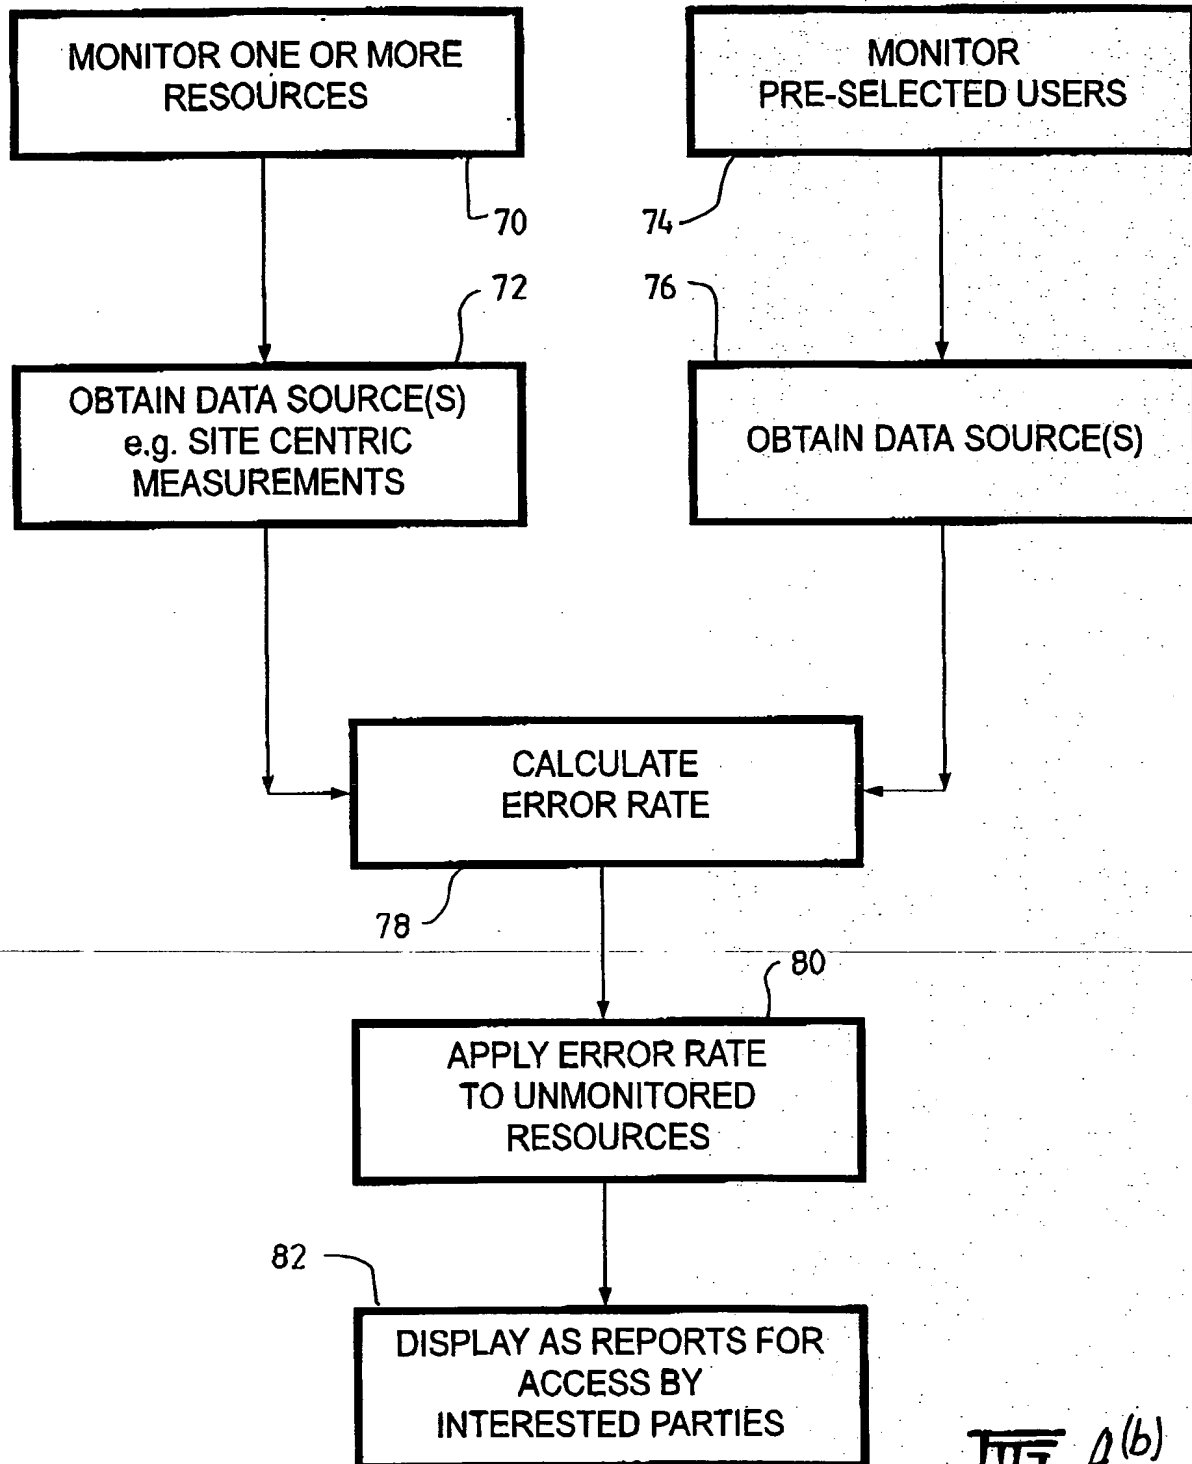 MONITOR ONE OR MORE
RESOURCES
MONITOR
PRE-SELECTED USERS
70
74
72
76
OBTAIN DATA SOURCE(S)
e.g. SITE CENTRIC
MEASUREMENTS
OBTAIN DATA SOURCE(S)
CALCULATE
ERROR RATE
78
80
APPLY ERROR RATE
TO UNMONITORED
RESOURCES
82
DISPLAY AS REPORTS FOR
ACCESS BY
INTERESTED PARTIES
(b)